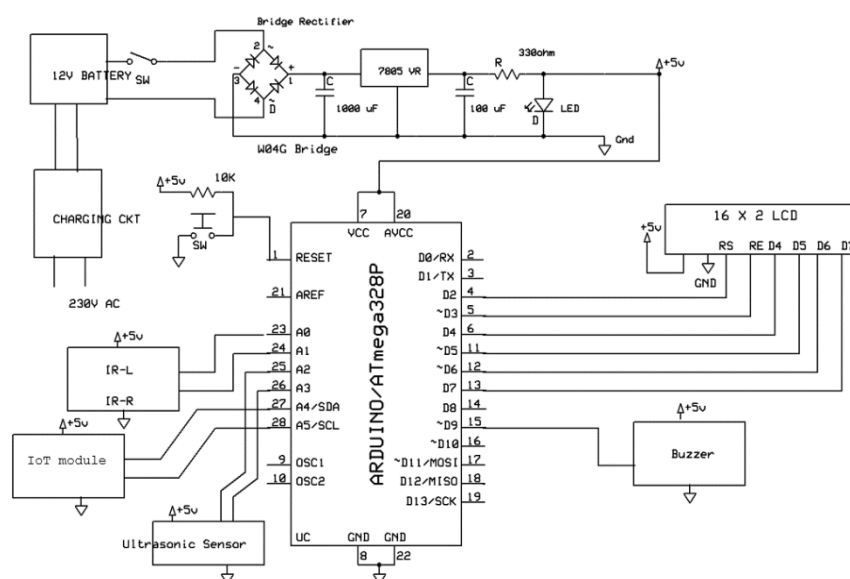 Bridge Rectifier
12V BATTERY
SW
2
~
-
3
+
1
4
~
D
W04G Bridge
C
1000 uF
7805 VR
C
100 uF
R
330ohm
D
LED
+5v
Gnd
CHARGING CKT
230V AC
+5v
10K
SW
7
20
VCC
AVCC
1
RESET
21
AREF
23
A0
24
A1
25
A2
26
A3
27
A4/SDA
28
A5/SCL
9
OSC1
10
OSC2
UC
GND
GND
8
22
ARDUINO/ATmega328P
D0/RX
2
D1/TX
3
D2
4
~D3
5
D4
6
~D5
11
~D6
12
D7
13
D8
14
~D9
15
~D10
16
~D11/MOSI
17
D12/MISO
18
D13/SCK
19
16 X 2 LCD
+5v
GND
RS
RE
D4
D5
D6
D7
+5v
IR-L
IR-R
+5v
IoT module
+5v
Ultrasonic Sensor
+5v
Buzzer